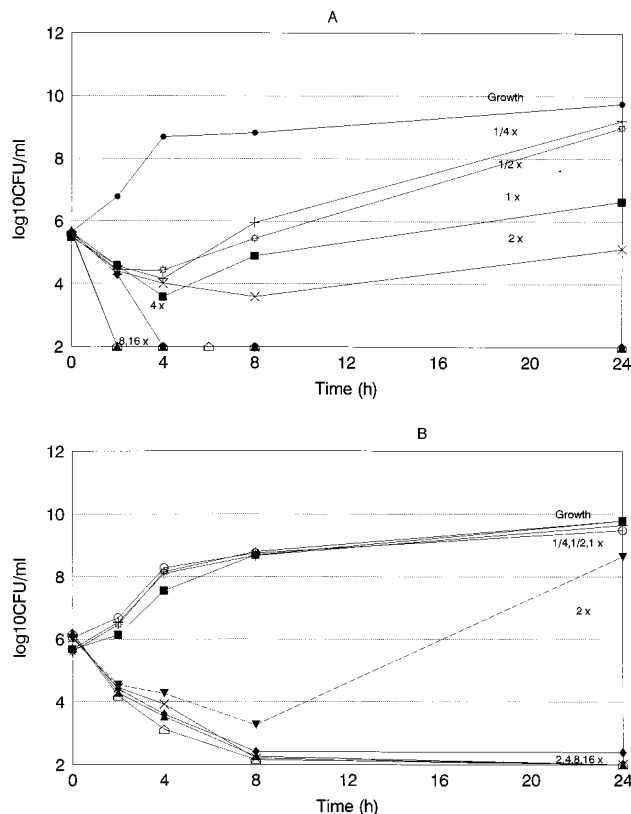 A
12
10
8
6
4
2
log10CFU/ml
Growth
1/4 x
1/2 x
1 x
2 x
4 x
8,16 x
0 4 8 12 16 20 24
Time (h)
B
12
10
8
6
4
2
log10CFU/ml
Growth
1/4,1/2,1 x
2 x
2,4,8,16 x
0 4 8 12 16 20 24
Time (h)